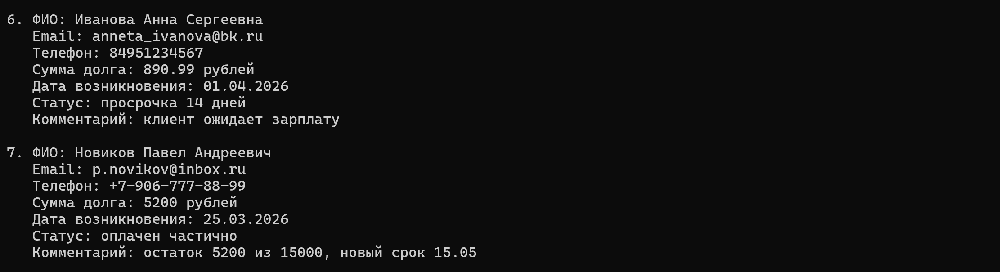 6. ФИО: Иванова Анна Сергеевна
Email: anneta_ivanova@bk.ru
Телефон: 84951234567
Сумма долга: 890.99 рублей
Дата возникновения: 01.04.2026
Статус: просрочка 14 дней
Комментарий: клиент ожидает зарплату
7. ФИО: Новиков Павел Андреевич
Email: p.novikov@inbox.ru
Телефон: +7-906-777-88-99
Сумма долга: 5200 рублей
Дата возникновения: 25.03.2026
Статус: оплачен частично
Комментарий: остаток 5200 из 15000, новый срок 15.05